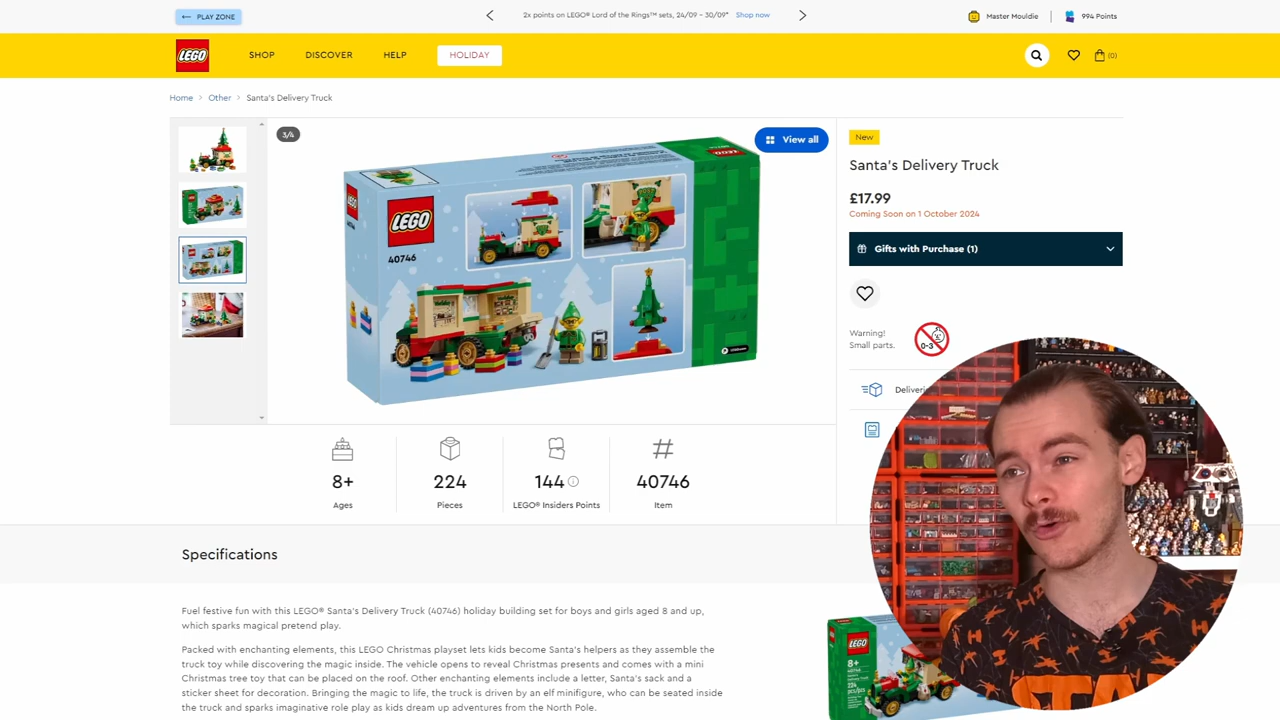 ← PLAY ZONE
2x points on LEGO® Lord of the Rings™ sets, 24/09 - 30/09* Shop now
Master Mouldie
994 Points
LEGO
SHOP
DISCOVER
HELP
HOLIDAY
(0)
Home > Other > Santa's Delivery Truck
3/4
View all
LEGO
LEGO
LEGO
40746
New
Santa's Delivery Truck
£17.99
Coming Soon on 1 October 2024
Gifts with Purchase (1)
Warning!
Small parts.
0-3
8+
Ages
224
Pieces
144
LEGO® Insiders Points
#
40746
Item
Specifications
Fuel festive fun with this LEGO® Santa's Delivery Truck (40746) holiday building set for boys and girls aged 8 and up,
which sparks magical pretend play.
Packed with enchanting elements, this LEGO Christmas playset lets kids become Santa's helpers as they assemble the
truck toy while discovering the magic inside. The vehicle opens to reveal Christmas presents and comes with a mini
Christmas tree toy that can be placed on the roof. Other enchanting elements include a letter, Santa's sack and a
sticker sheet for decoration. Bringing the magic to life, the truck is driven by an elf minifigure, who can be seated inside
the truck and sparks imaginative role play as kids dream up adventures from the North Pole.
LEGO
8+
40746
224
pcs/pzs